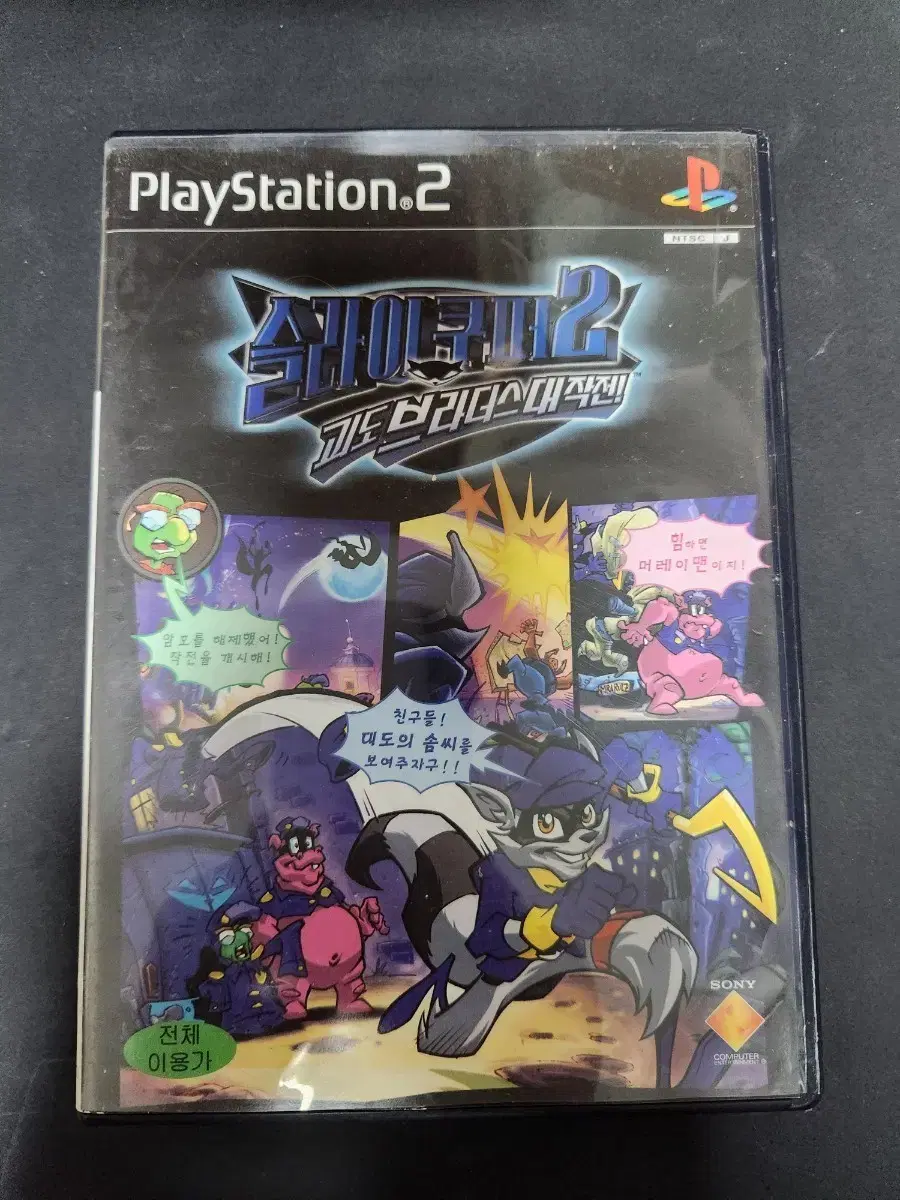 PlayStation®2
NTSC J
슬라이 쿠퍼2
괴도 브라더스 대작전!™
힘하면
머레이맨이지!
암호를 해제했어!
작전을 개시해!
친구들!
대도의 솜씨를
보여주자구!!
전체
이용가
SONY
COMPUTER
ENTERTAINMENT